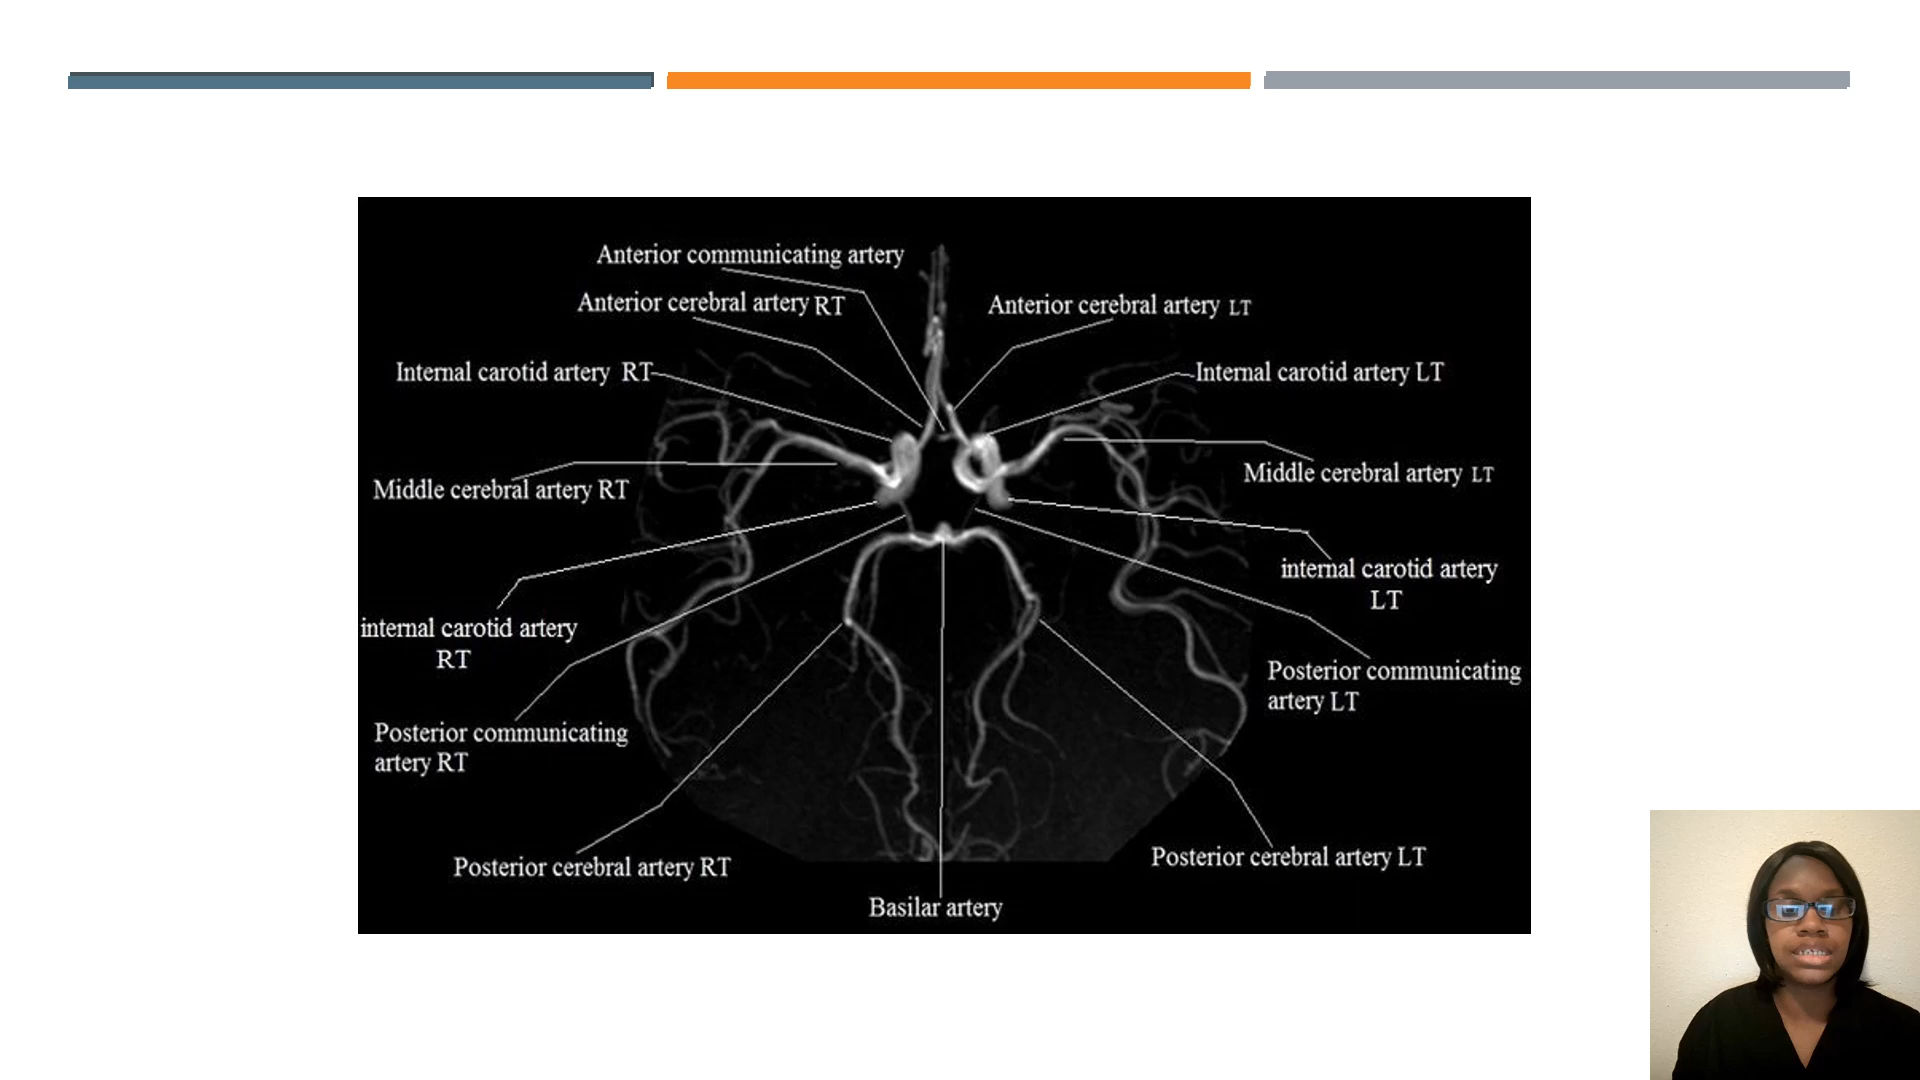 Anterior communicating artery
Anterior cerebral artery RT
Anterior cerebral artery LT
Internal carotid artery RT
Internal carotid artery LT
Middle cerebral artery RT
Middle cerebral artery LT
internal carotid artery
LT
internal carotid artery
RT
Posterior communicating
artery LT
Posterior communicating
artery RT
Posterior cerebral artery RT
Posterior cerebral artery LT
Basilar artery